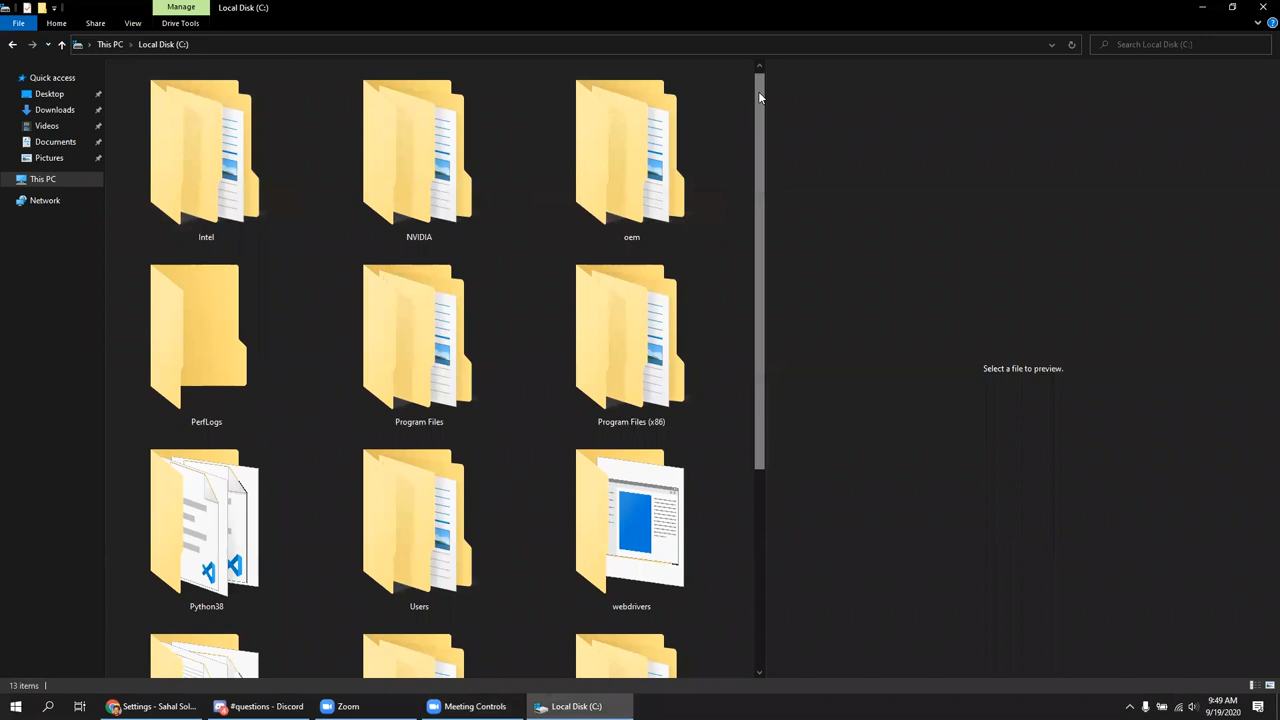 Manage
Local Disk (C:)
File
Home
Share
View
Drive Tools
This PC
Local Disk (C:)
Search Local Disk (C:)
Quick access
Desktop
Downloads
Videos
Documents
Pictures
This PC
Network
Intel
NVIDIA
oem
PerfLogs
Program Files
Program Files (x86)
Python38
Users
webdrivers
Select a file to preview.
13 items
Settings - Sahal Sol...
#questions - Discord
Zoom
Meeting Controls
Local Disk (C:)
9:49 AM
9/19/2020